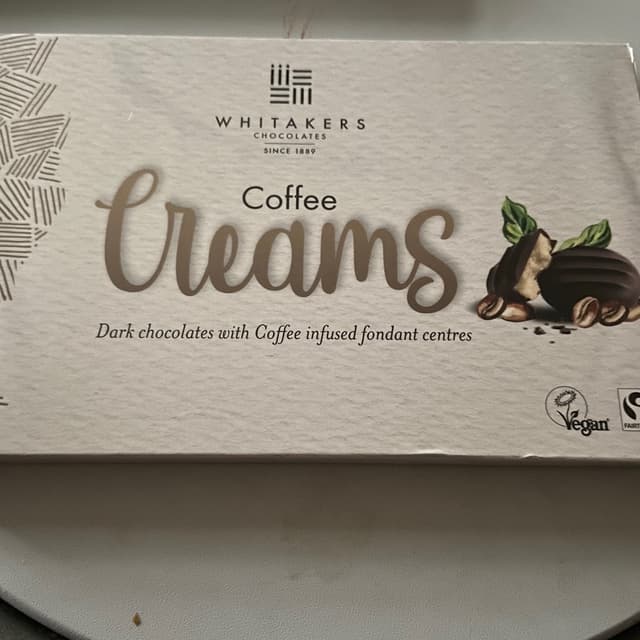 WHITAKERS
CHOCOLATES
SINCE 1889
Coffee
Creams
Dark chocolates with Coffee infused fondant centres
Vegan